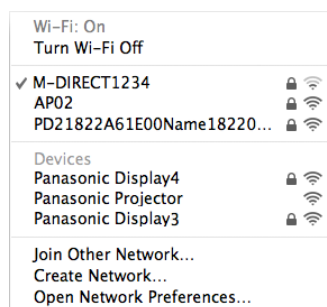 Wi-Fi: On
Turn Wi-Fi Off
M-DIRECT1234
AP02
PD21822A61E00Name18220...
Devices
Panasonic Display4
Panasonic Projector
Panasonic Display3
Join Other Network...
Create Network...
Open Network Preferences...